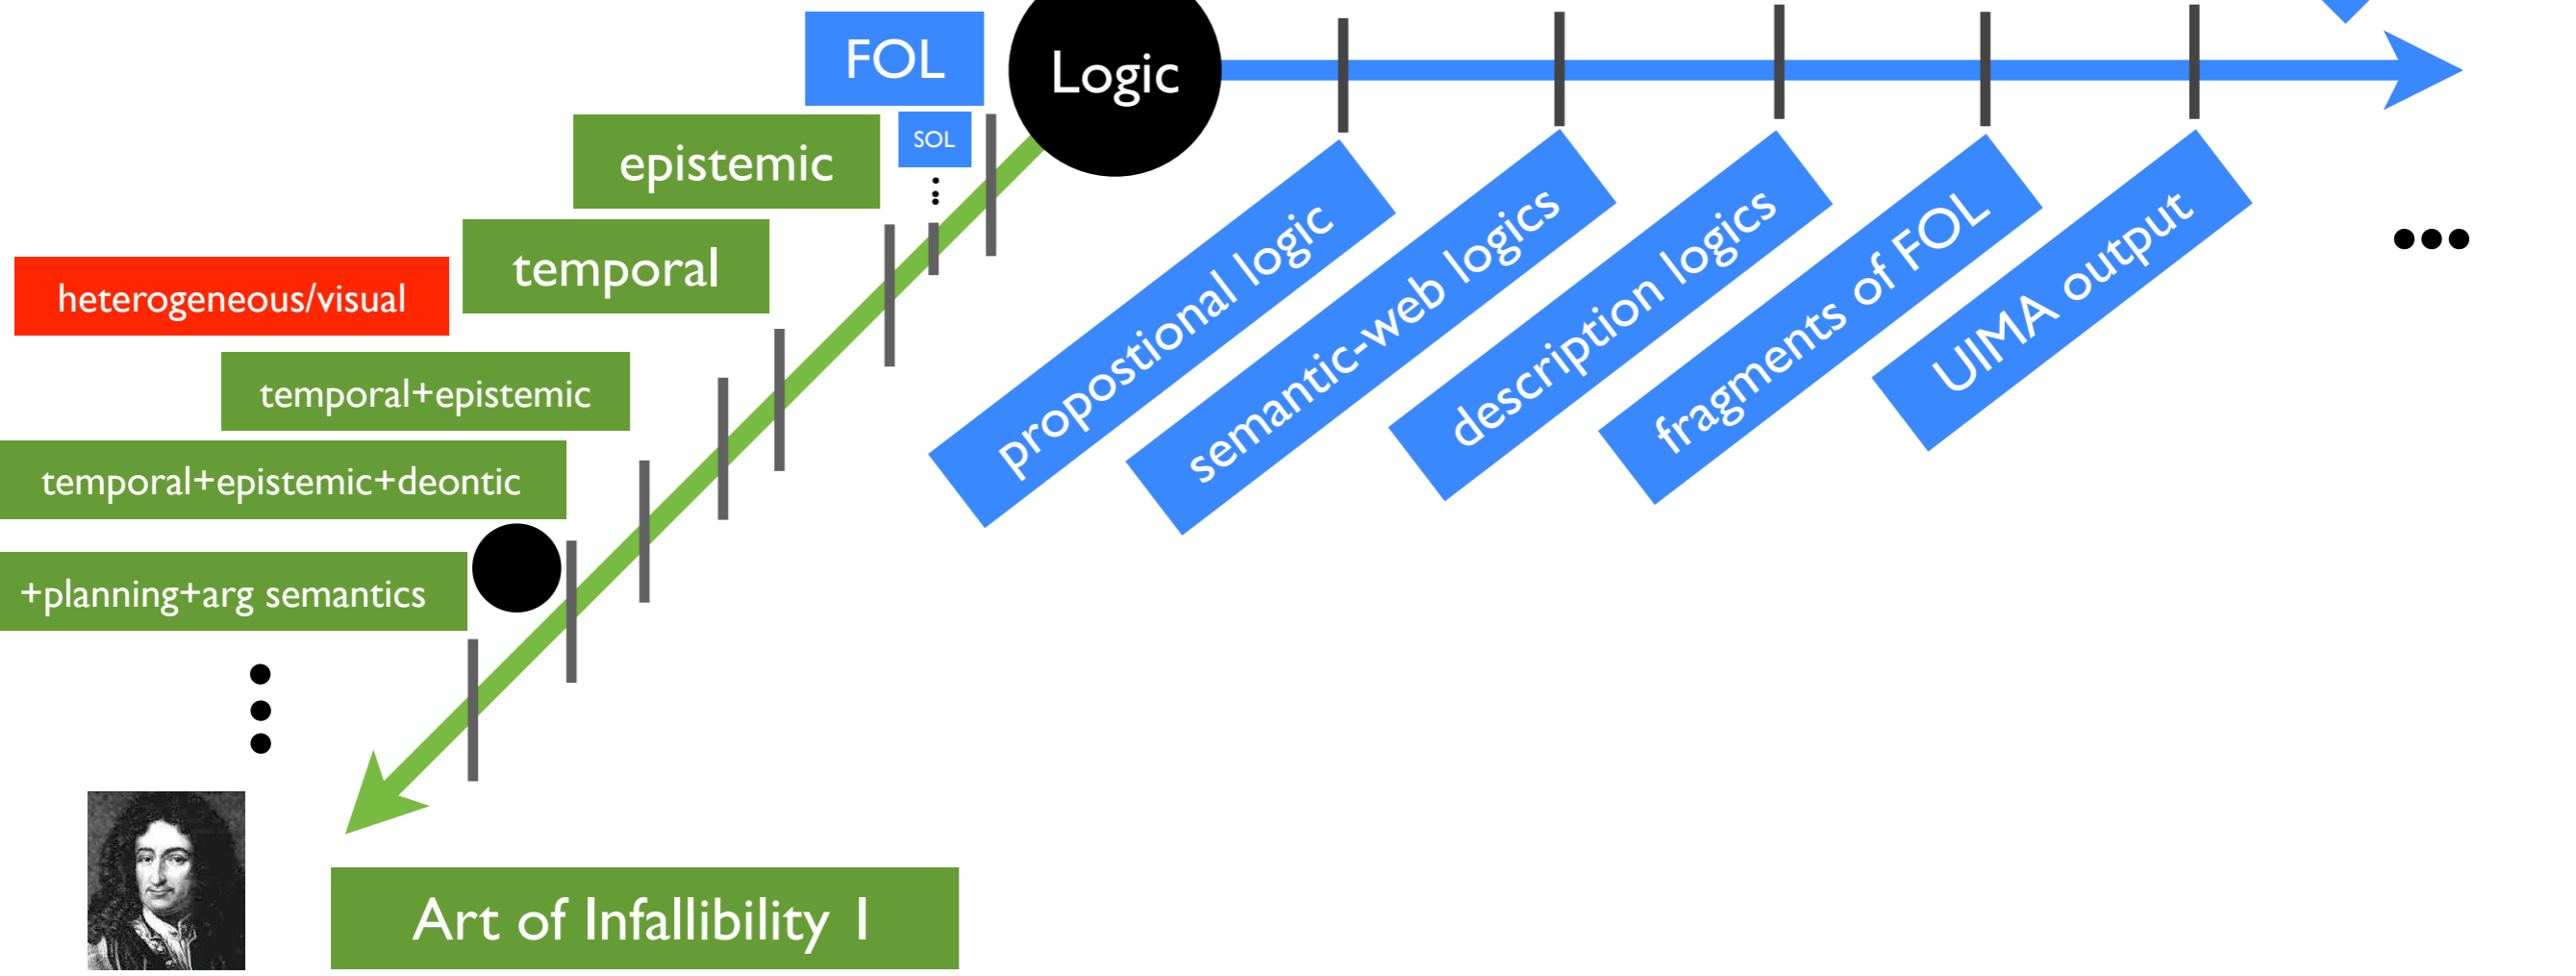 FOL
Logic
SOL
epistemic
temporal
heterogeneous/visual
temporal+epistemic
temporal+epistemic+deontic
+planning+arg semantics
propostional logic
semantic-web logics
description logics
fragments of FOL
UIMA output
Art of Infallibility I